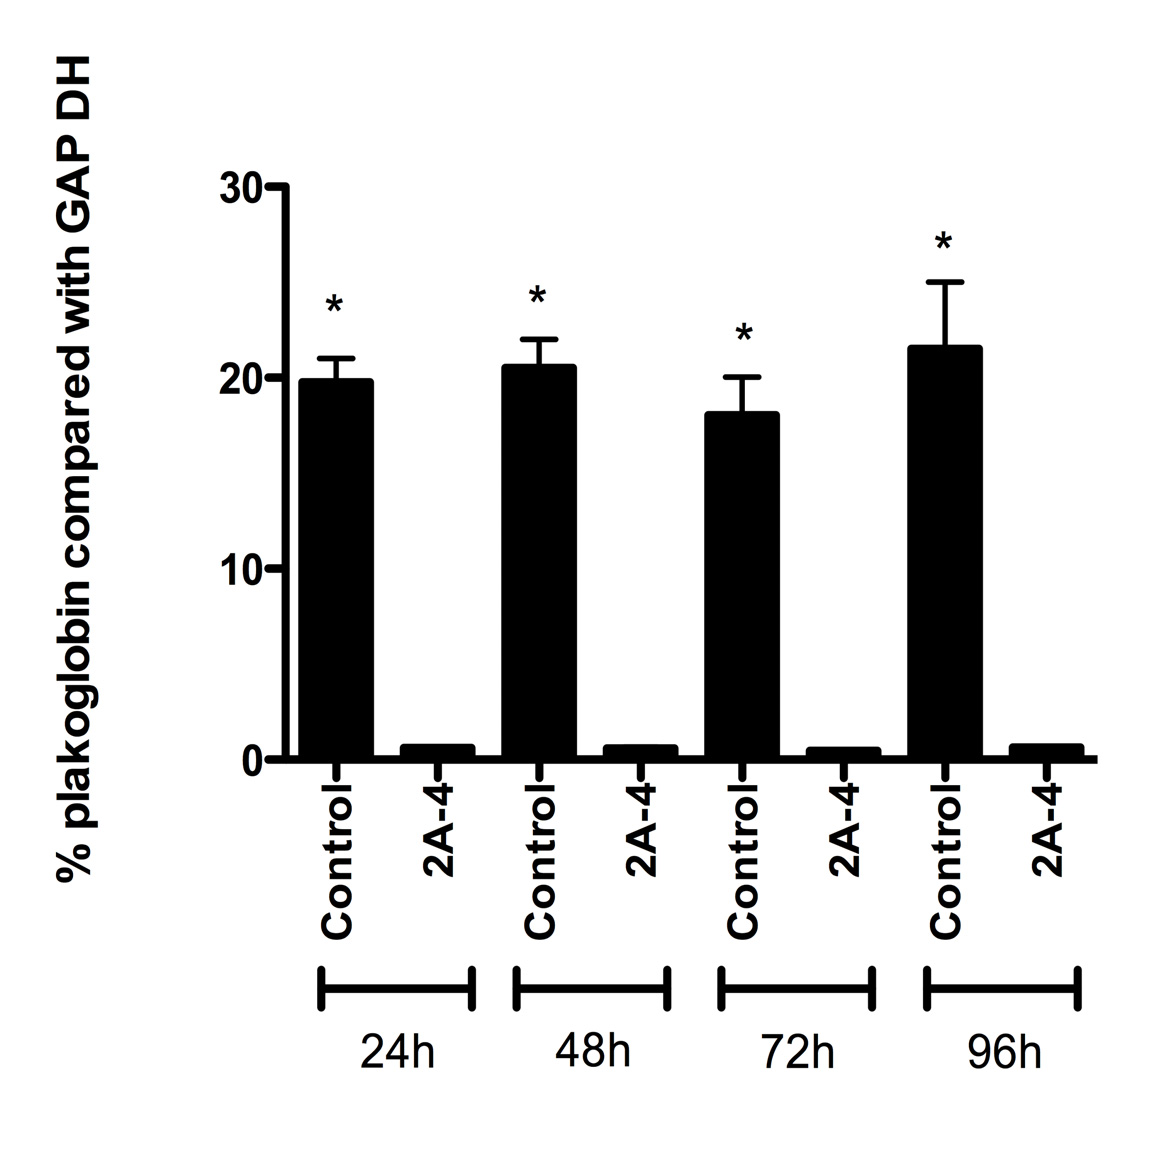 % plakoglobin compared with GAP DH
30
20
10
0
*
*
*
*
Control
2A-4
Control
2A-4
Control
2A-4
Control
2A-4
24h
48h
72h
96h